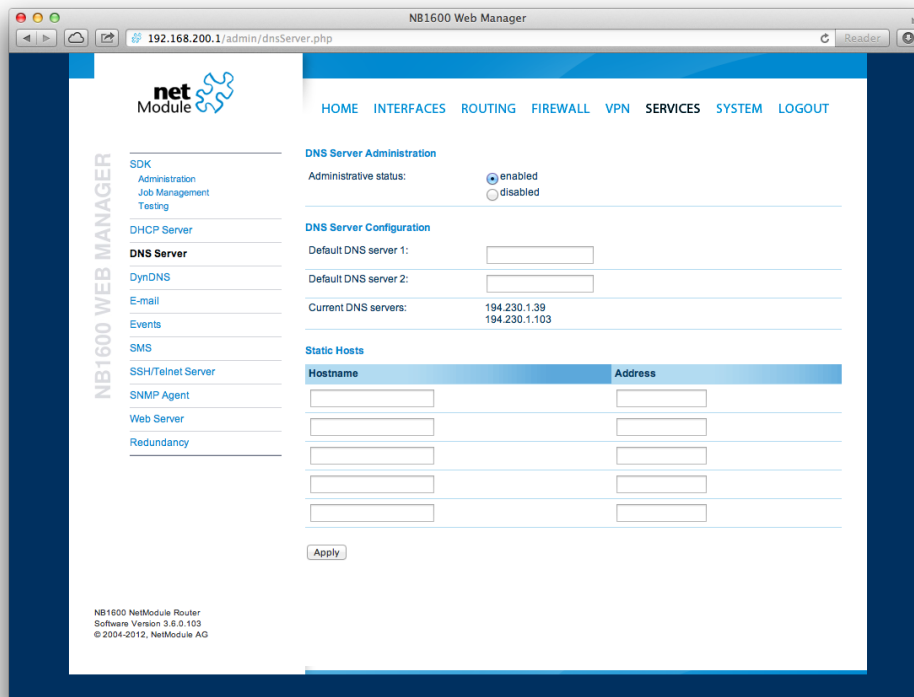 NB1600 Web Manager
192.168.200.1/admin/dnsServer.php
Reader
net
Module
HOME INTERFACES ROUTING FIREWALL VPN SERVICES SYSTEM LOGOUT
NB1600 WEB MANAGER
SDK
Administration
Job Management
Testing
DHCP Server
DNS Server
DynDNS
E-mail
Events
SMS
SSH/Telnet Server
SNMP Agent
Web Server
Redundancy
DNS Server Administration
Administrative status: enabled
disabled
DNS Server Configuration
Default DNS server 1:
Default DNS server 2:
Current DNS servers: 194.230.1.39
194.230.1.103
Static Hosts
Hostname Address
Apply
NB1600 NetModule Router
Software Version 3.6.0.103
© 2004-2012, NetModule AG